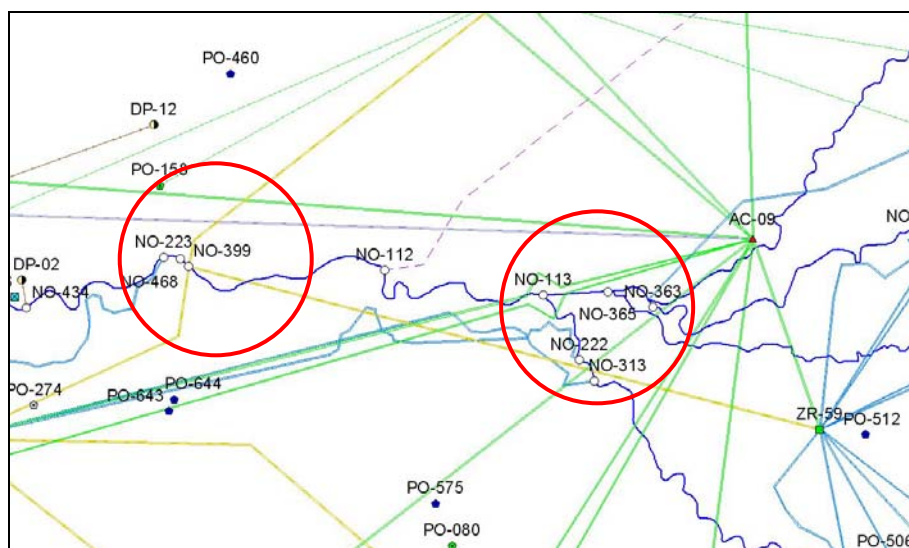 PO-460
DP-12
PO-158
AC-09
NO-223
NO-399
NO-112
DP-02
NO-468
NO-434
NO-113
NO-363
NO-365
NO-222
NO-313
PO-274
PO-644
PO-643
ZR-59
PO-512
PO-575
PO-080
PO-506